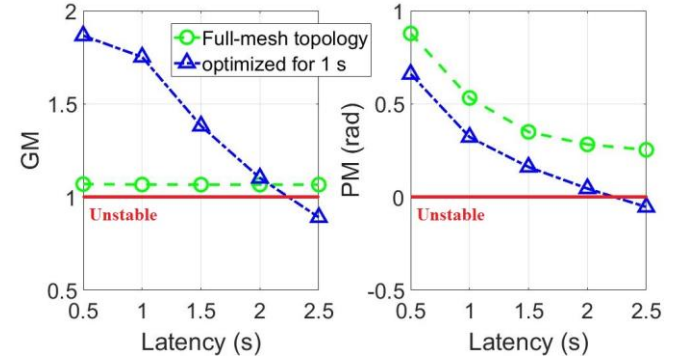 2
1.5
1
0.5
GM
0.5
1
1.5
2
2.5
Latency (s)
Unstable
Full-mesh topology
optimized for 1 s
1
0.5
0
-0.5
PM (rad)
0.5
1
1.5
2
2.5
Latency (s)
Unstable